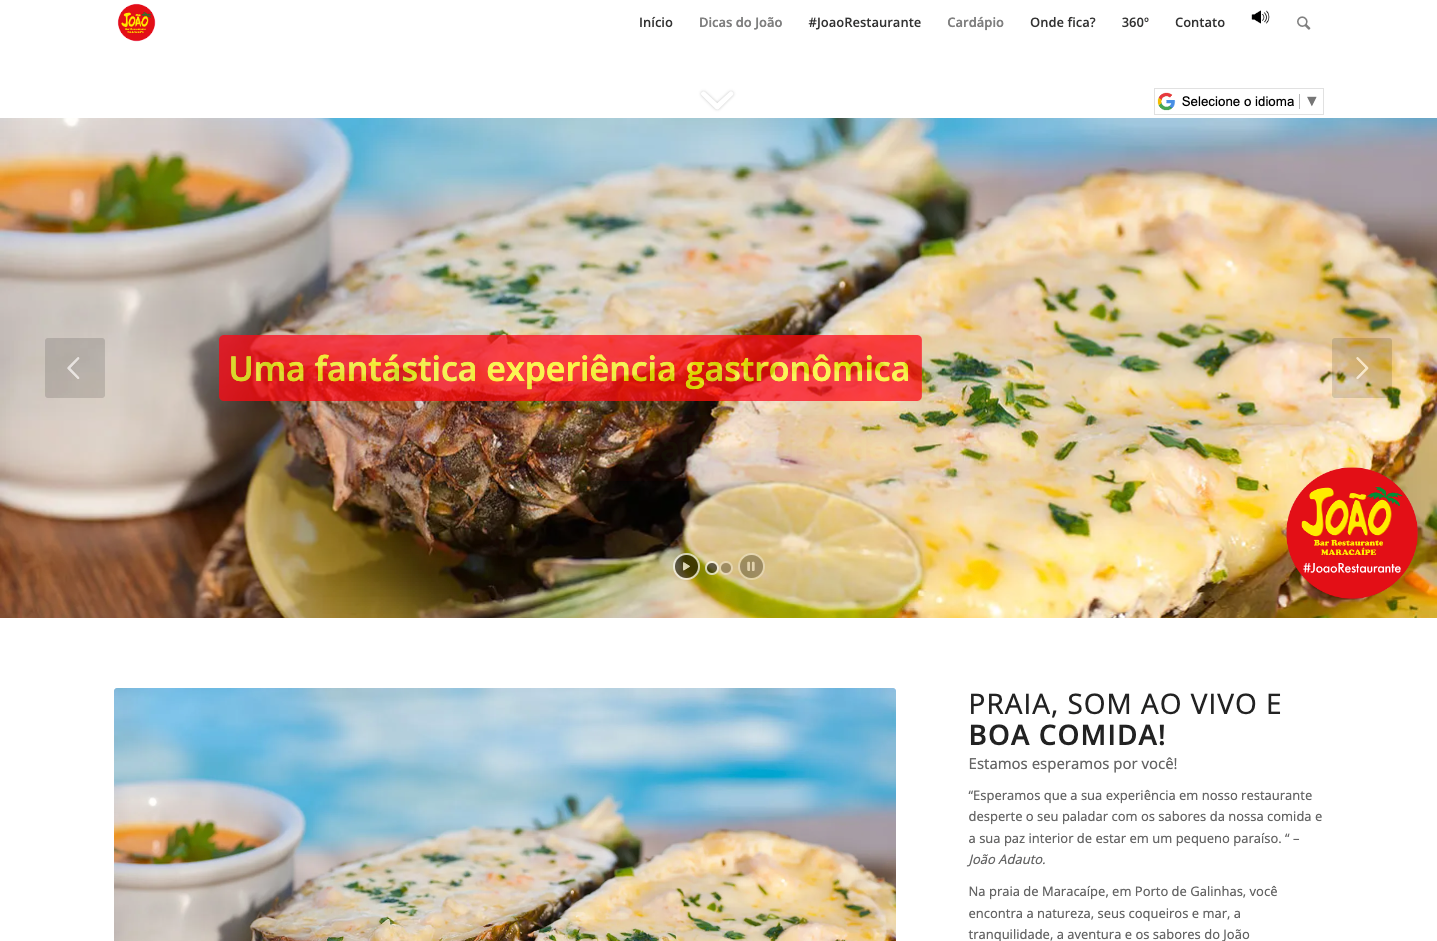 JOÃO
Bar Restaurante
MARACAÍPE
Início
Dicas do João
#JoaoRestaurante
Cardápio
Onde fica?
360º
Contato
Selecione o idioma
Uma fantástica experiência gastronômica
JOÃO
Bar Restaurante
MARACAÍPE
#JoaoRestaurante
PRAIA, SOM AO VIVO E
BOA COMIDA!
Estamos esperamos por você!
“Esperamos que a sua experiência em nosso restaurante
desperte o seu paladar com os sabores da nossa comida e
a sua paz interior de estar em um pequeno paraíso. “ –
João Adauto.
Na praia de Maracaípe, em Porto de Galinhas, você
encontra a natureza, seus coqueiros e mar, a
tranquilidade, a aventura e os sabores do João